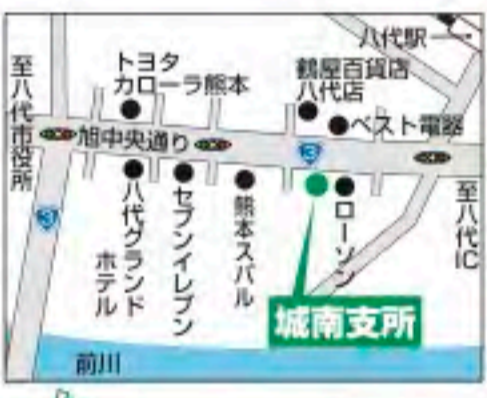 八代駅
トヨタ
カローラ熊本
鶴屋百貨店
八代店
ベスト電器
至八代市役所
旭中央通り
3
3
至八代IC
八代グランド
ホテル
セブンイレブン
熊本スバル
ローソン
城南支所
前川